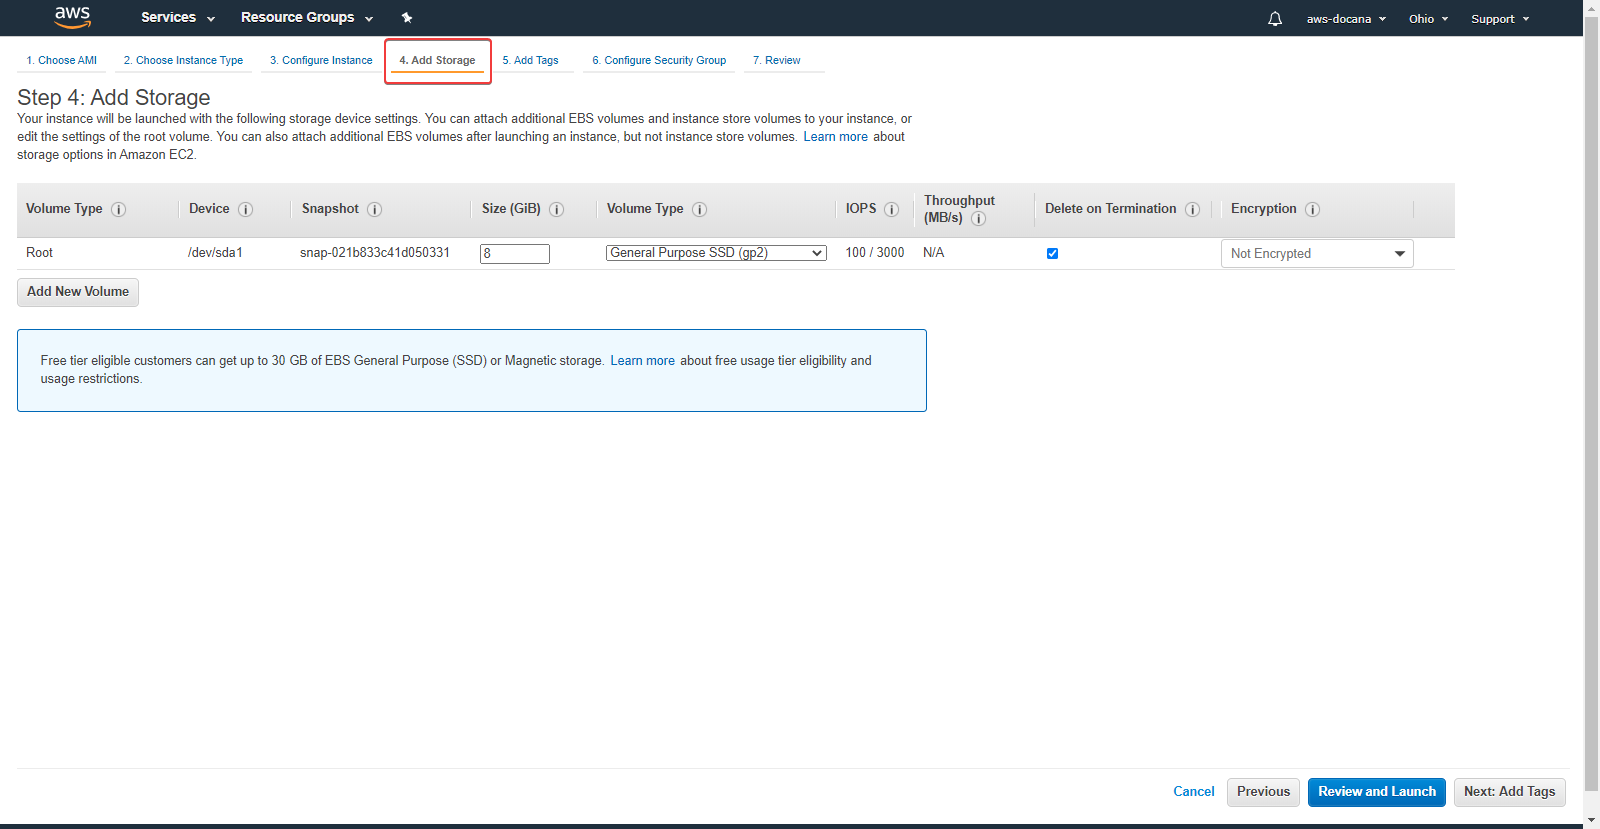 aws Services Resource Groups aws-docana Ohio Support
1. Choose AMI 2. Choose Instance Type 3. Configure Instance 4. Add Storage 5. Add Tags 6. Configure Security Group 7. Review
Step 4: Add Storage
Your instance will be launched with the following storage device settings. You can attach additional EBS volumes and instance store volumes to your instance, or
edit the settings of the root volume. You can also attach additional EBS volumes after launching an instance, but not instance store volumes. Learn more about
storage options in Amazon EC2.
Volume Type i Device i Snapshot i Size (GiB) i Volume Type i IOPS i Throughput (MB/s) i Delete on Termination i Encryption i
Root /dev/sda1 snap-021b833c41d050331 8 General Purpose SSD (gp2) 100 / 3000 N/A Not Encrypted
Add New Volume
Free tier eligible customers can get up to 30 GB of EBS General Purpose (SSD) or Magnetic storage. Learn more about free usage tier eligibility and
usage restrictions.
Cancel Previous Review and Launch Next: Add Tags